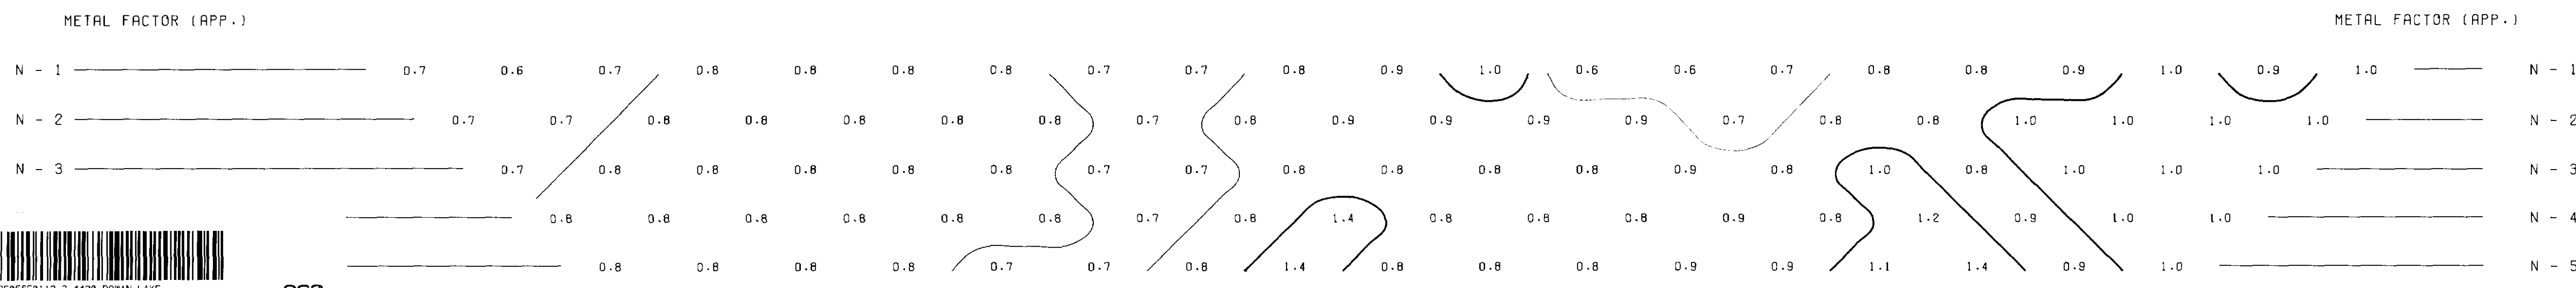 METAL FACTOR (APP.) METAL FACTOR (APP.)
N - 1 0.7 0.6 0.7 0.8 0.8 0.8 0.8 0.7 0.7 0.8 0.9 1.0 0.6 0.6 0.7 0.8 0.8 0.9 1.0 0.9 1.0 N - 1
N - 2 0.7 0.7 0.8 0.8 0.8 0.8 0.8 0.7 0.8 0.9 0.9 0.9 0.9 0.7 0.8 0.8 1.0 1.0 1.0 1.0 N - 2
N - 3 0.7 0.8 0.8 0.8 0.8 0.8 0.7 0.7 0.8 0.8 0.8 0.8 0.9 0.8 1.0 0.8 1.0 1.0 1.0 N - 3
0.8 0.8 0.8 0.8 0.8 0.8 0.7 0.8 1.4 0.8 0.8 0.8 0.9 0.8 1.2 0.9 1.0 1.0 N - 4
0.8 0.8 0.8 0.8 0.7 0.7 0.8 1.4 0.8 0.8 0.8 0.9 0.9 1.1 1.4 0.9 1.0 N - 5